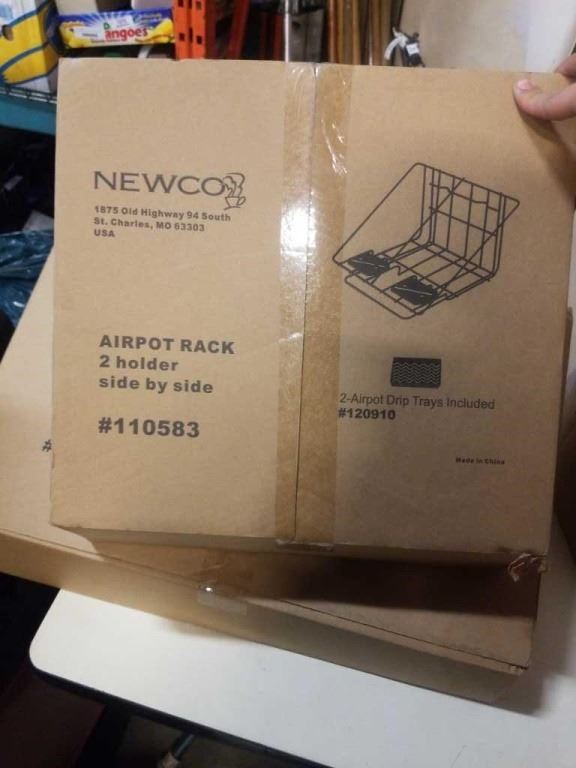 angoes
NEWCO
1875 Old Highway 94 South
St. Charles, MO 63303
USA
AIRPOT RACK
2 holder
side by side
#110583
2-Airpot Drip Trays Included
#120910
Made in China
#